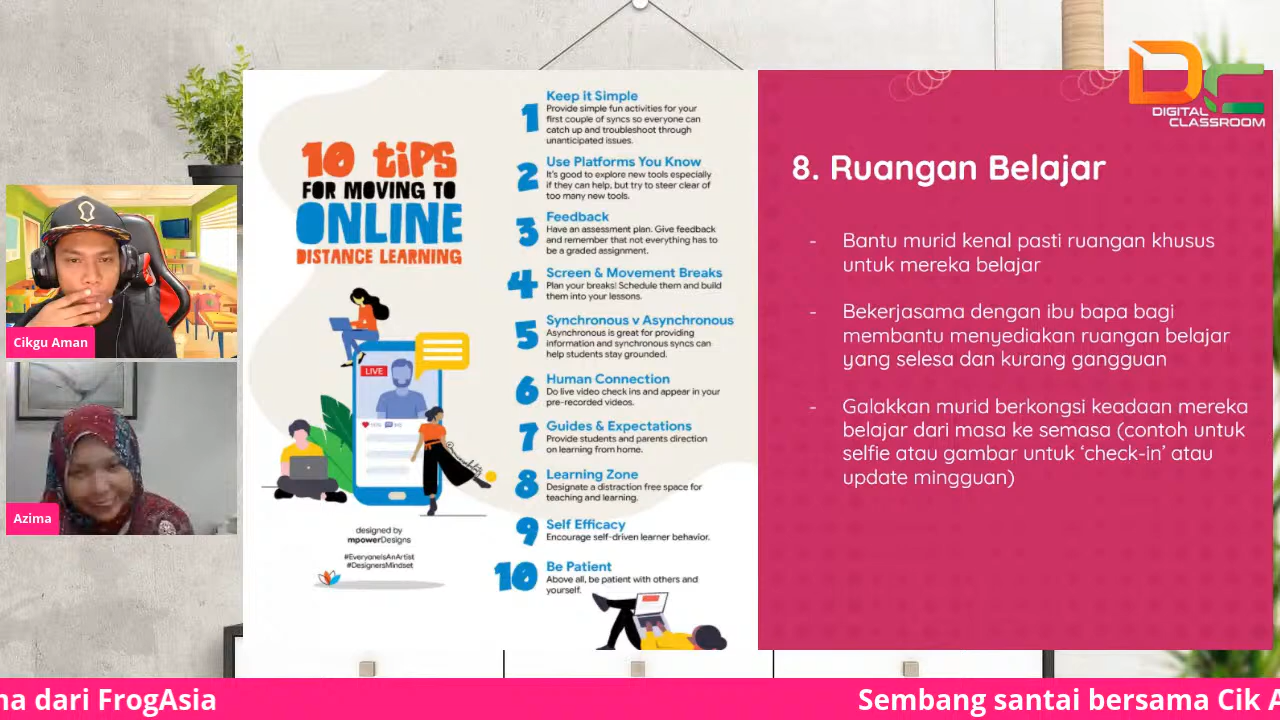 DIGITAL
CLASSROOM
Cikgu Aman
Azima
10 tips
FOR MOVING TO
ONLINE
DISTANCE LEARNING
LIVE
designed by
mpowerDesigns
#EveryoneIsAnArtist
#DesignersMindset
1 Keep it Simple
Provide simple fun activities for your
first couple of syncs so everyone can
catch up and troubleshoot through
unanticipated issues.
2 Use Platforms You Know
It's good to explore new tools especially
if they can help, but try to steer clear of
too many new tools.
3 Feedback
Have an assessment plan. Give feedback
and remember that not everything has to
be a graded assignment.
4 Screen & Movement Breaks
Plan your breaks! Schedule them and build
them into your lessons.
5 Synchronous v Asynchronous
Asynchronous is great for providing
information and synchronous syncs can
help students stay grounded.
6 Human Connection
Do live video check ins and appear in your
pre-recorded videos.
7 Guides & Expectations
Provide students and parents direction
on learning from home.
8 Learning Zone
Designate a distraction free space for
teaching and learning.
9 Self Efficacy
Encourage self-driven learner behavior.
10 Be Patient
Above all, be patient with others and
yourself.
8. Ruangan Belajar
- Bantu murid kenal pasti ruangan khusus
untuk mereka belajar
- Bekerjasama dengan ibu bapa bagi
membantu menyediakan ruangan belajar
yang selesa dan kurang gangguan
- Galakkan murid berkongsi keadaan mereka
belajar dari masa ke semasa (contoh untuk
selfie atau gambar untuk 'check-in' atau
update mingguan)
na dari FrogAsia
Sembang santai bersama Cik A